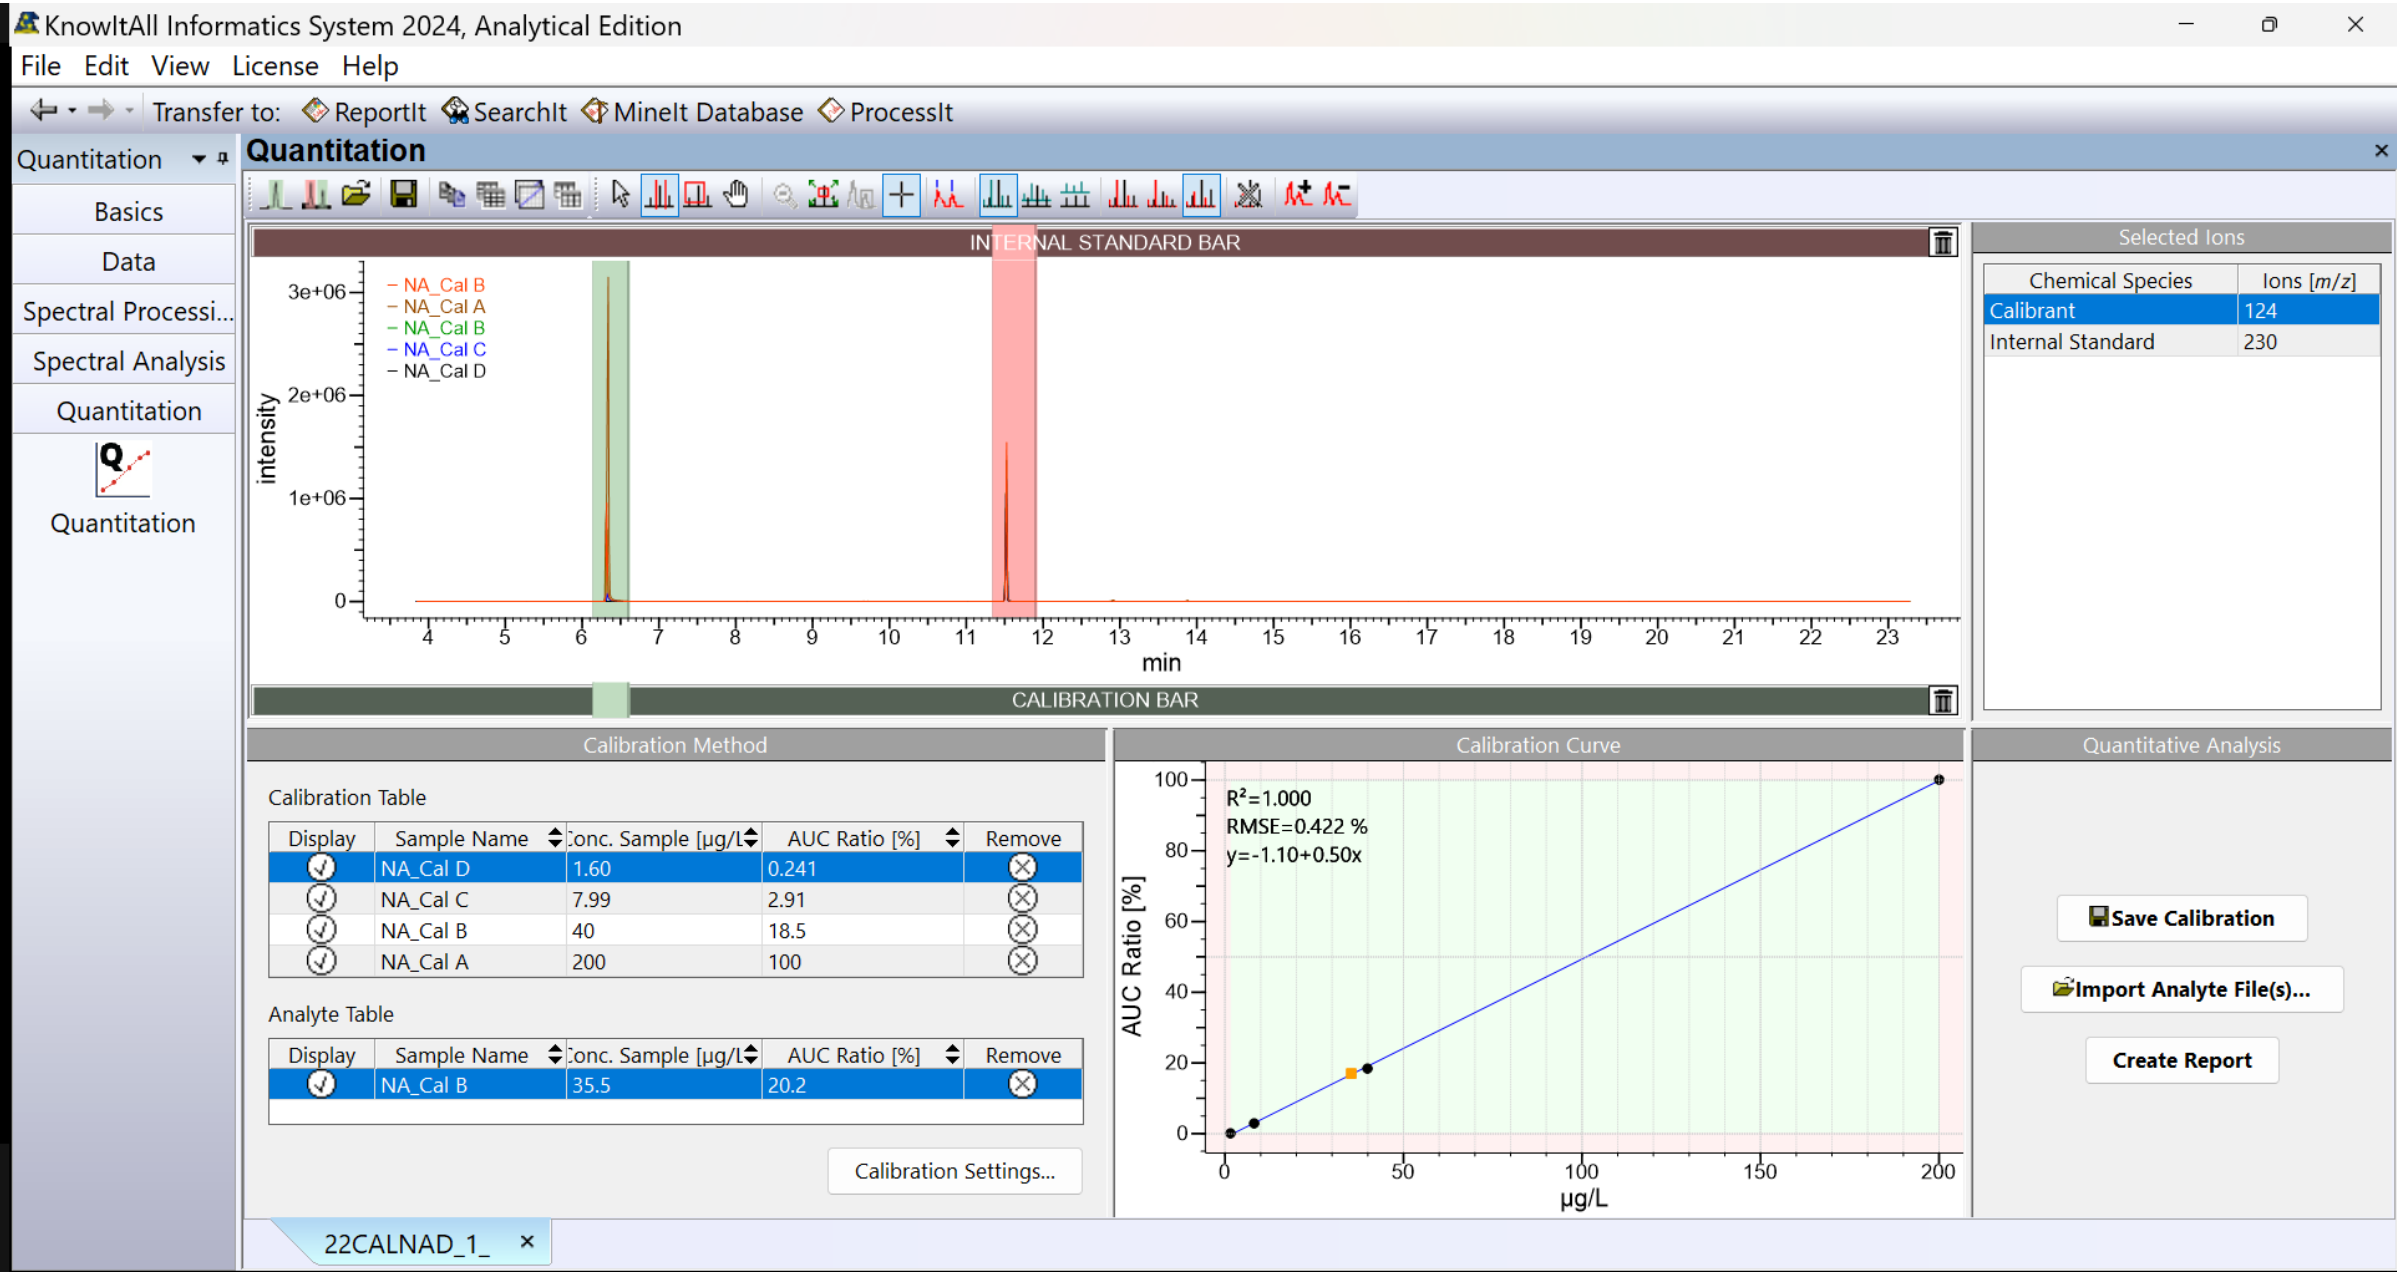 KnowItAll Informatics System 2024, Analytical Edition
File Edit View License Help
Transfer to: ReportIt SearchIt MineIt Database ProcessIt
Quantitation
Basics
Data
Spectral Processi...
Spectral Analysis
Quantitation
Q
Quantitation
Quantitation
INTERNAL STANDARD BAR
NA_Cal B
NA_Cal A
NA_Cal B
NA_Cal C
NA_Cal D
intensity
3e+06
2e+06
1e+06
0
4 5 6 7 8 9 10 11 12 13 14 15 16 17 18 19 20 21 22 23
min
CALIBRATION BAR
Selected Ions
Chemical Species Ions [m/z]
Calibrant 124
Internal Standard 230
Calibration Method
Calibration Table
Display Sample Name Conc. Sample [µg/L AUC Ratio [%] Remove
NA_Cal D 1.60 0.241
NA_Cal C 7.99 2.91
NA_Cal B 40 18.5
NA_Cal A 200 100
Analyte Table
Display Sample Name Conc. Sample [µg/L AUC Ratio [%] Remove
NA_Cal B 35.5 20.2
Calibration Settings...
Calibration Curve
R²=1.000
RMSE=0.422 %
y=-1.10+0.50x
AUC Ratio [%]
100
80
60
40
20
0
0 50 100 150 200
µg/L
Quantitative Analysis
Save Calibration
Import Analyte File(s)...
Create Report
22CALNAD_1_